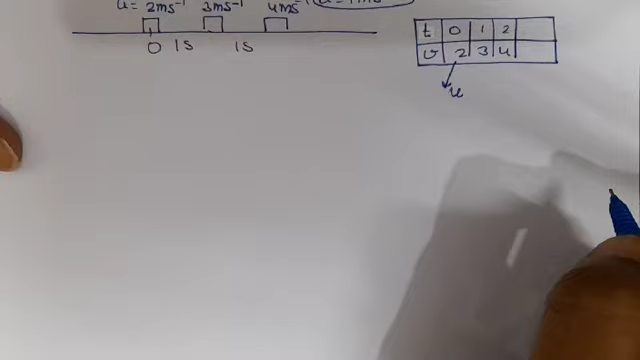 u = 2ms⁻¹ 3ms⁻¹ 4ms⁻¹
0 1s 1s
t 0 1 2
v 2 3 4
u